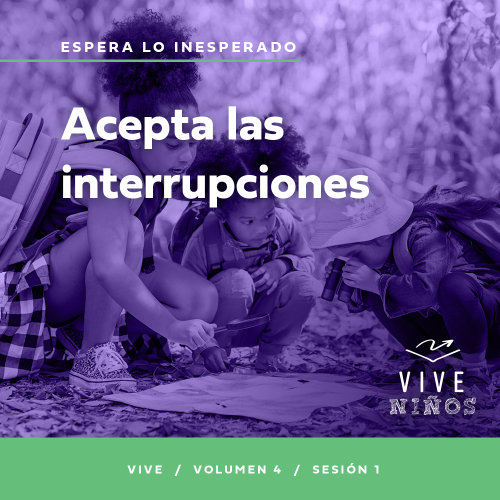 ESPERA LO INESPERADO
Acepta las
interrupciones
VIVE
NIÑOS
VIVE / VOLUMEN 4 / SESIÓN 1